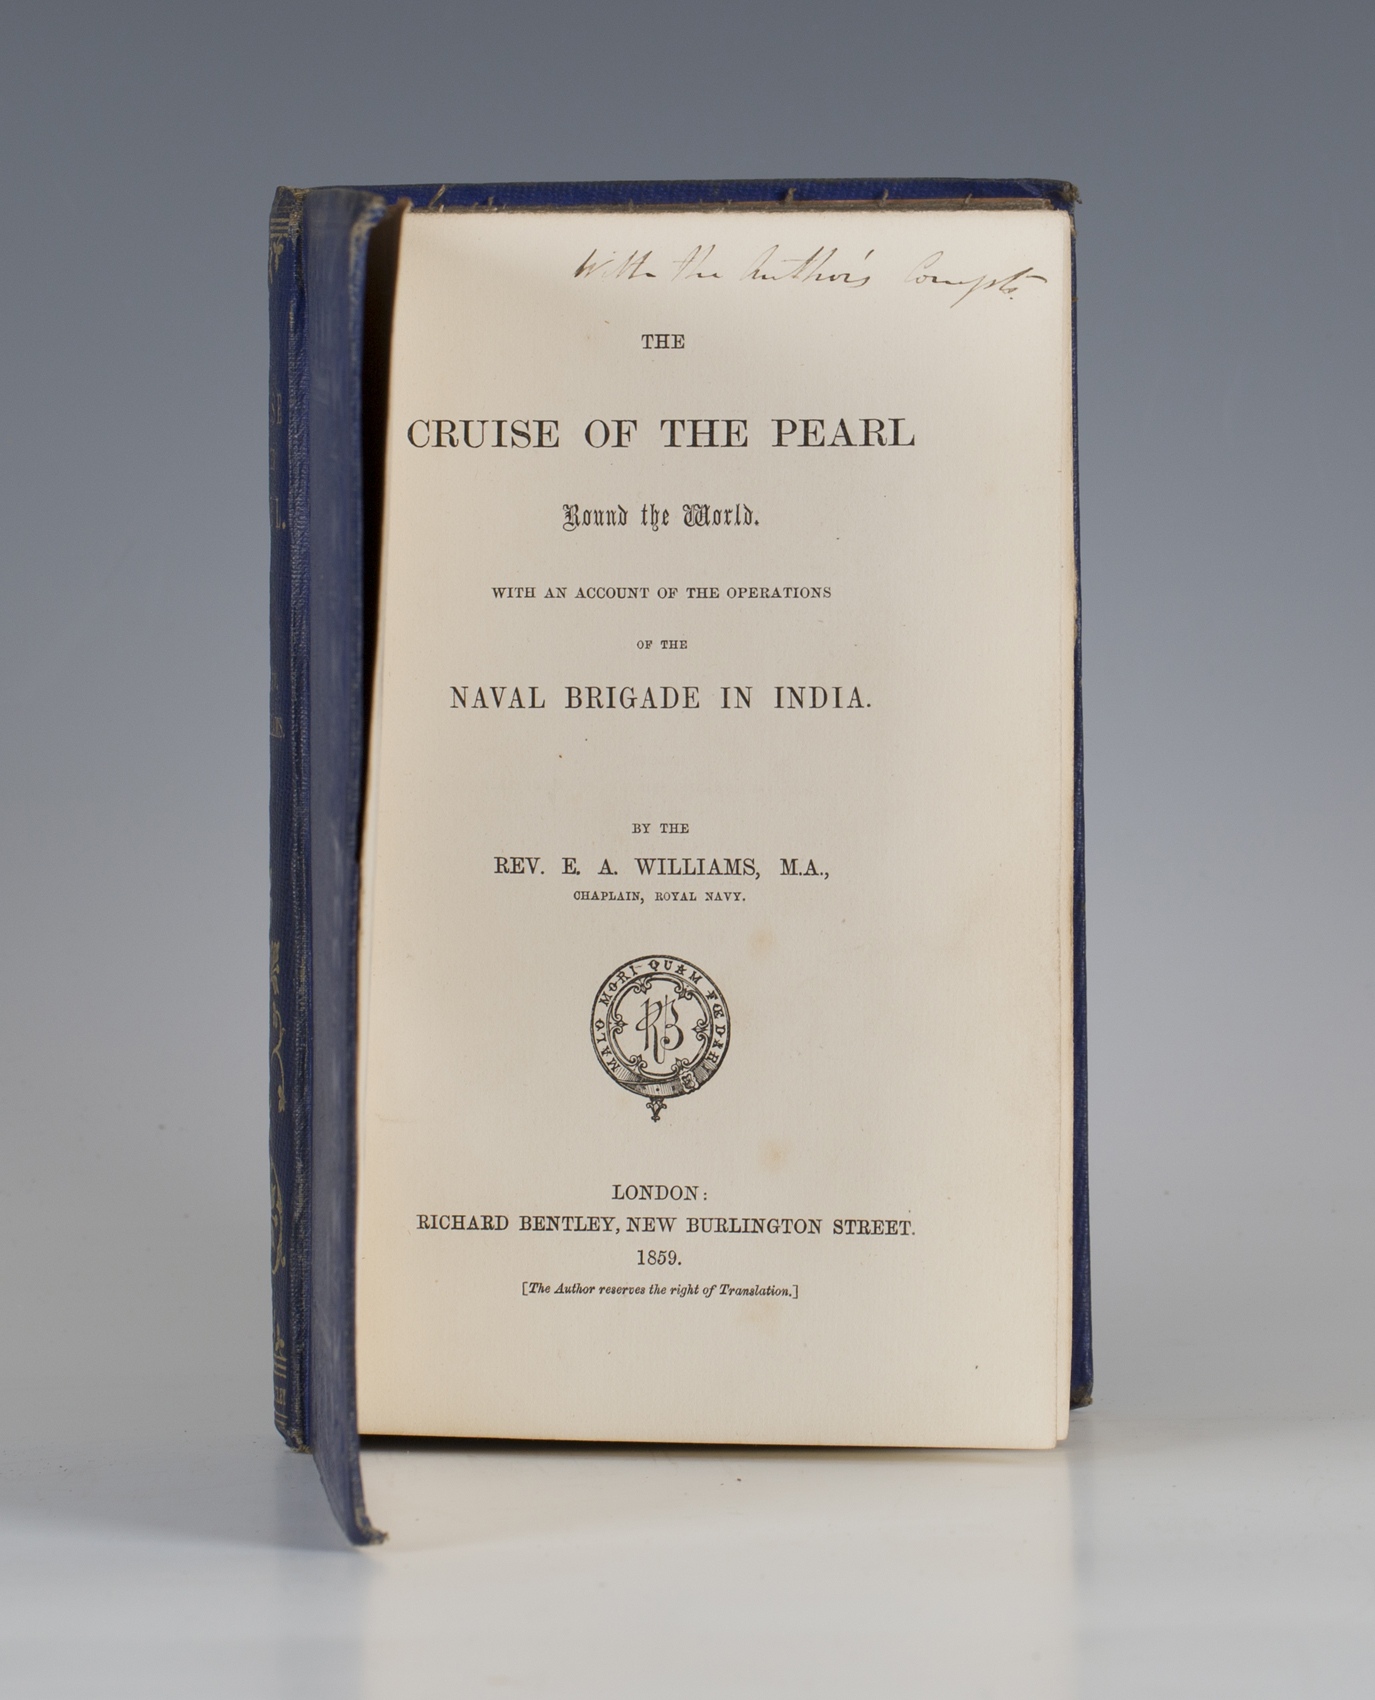 With the Author's Compts.
THE
CRUISE OF THE PEARL
Round the World.
WITH AN ACCOUNT OF THE OPERATIONS
OF THE
NAVAL BRIGADE IN INDIA.
BY THE
REV. E. A. WILLIAMS, M.A.,
CHAPLAIN, ROYAL NAVY.
MALO MORI QUAM FŒDARI
RB
LONDON:
RICHARD BENTLEY, NEW BURLINGTON STREET.
1859.
[The Author reserves the right of Translation.]